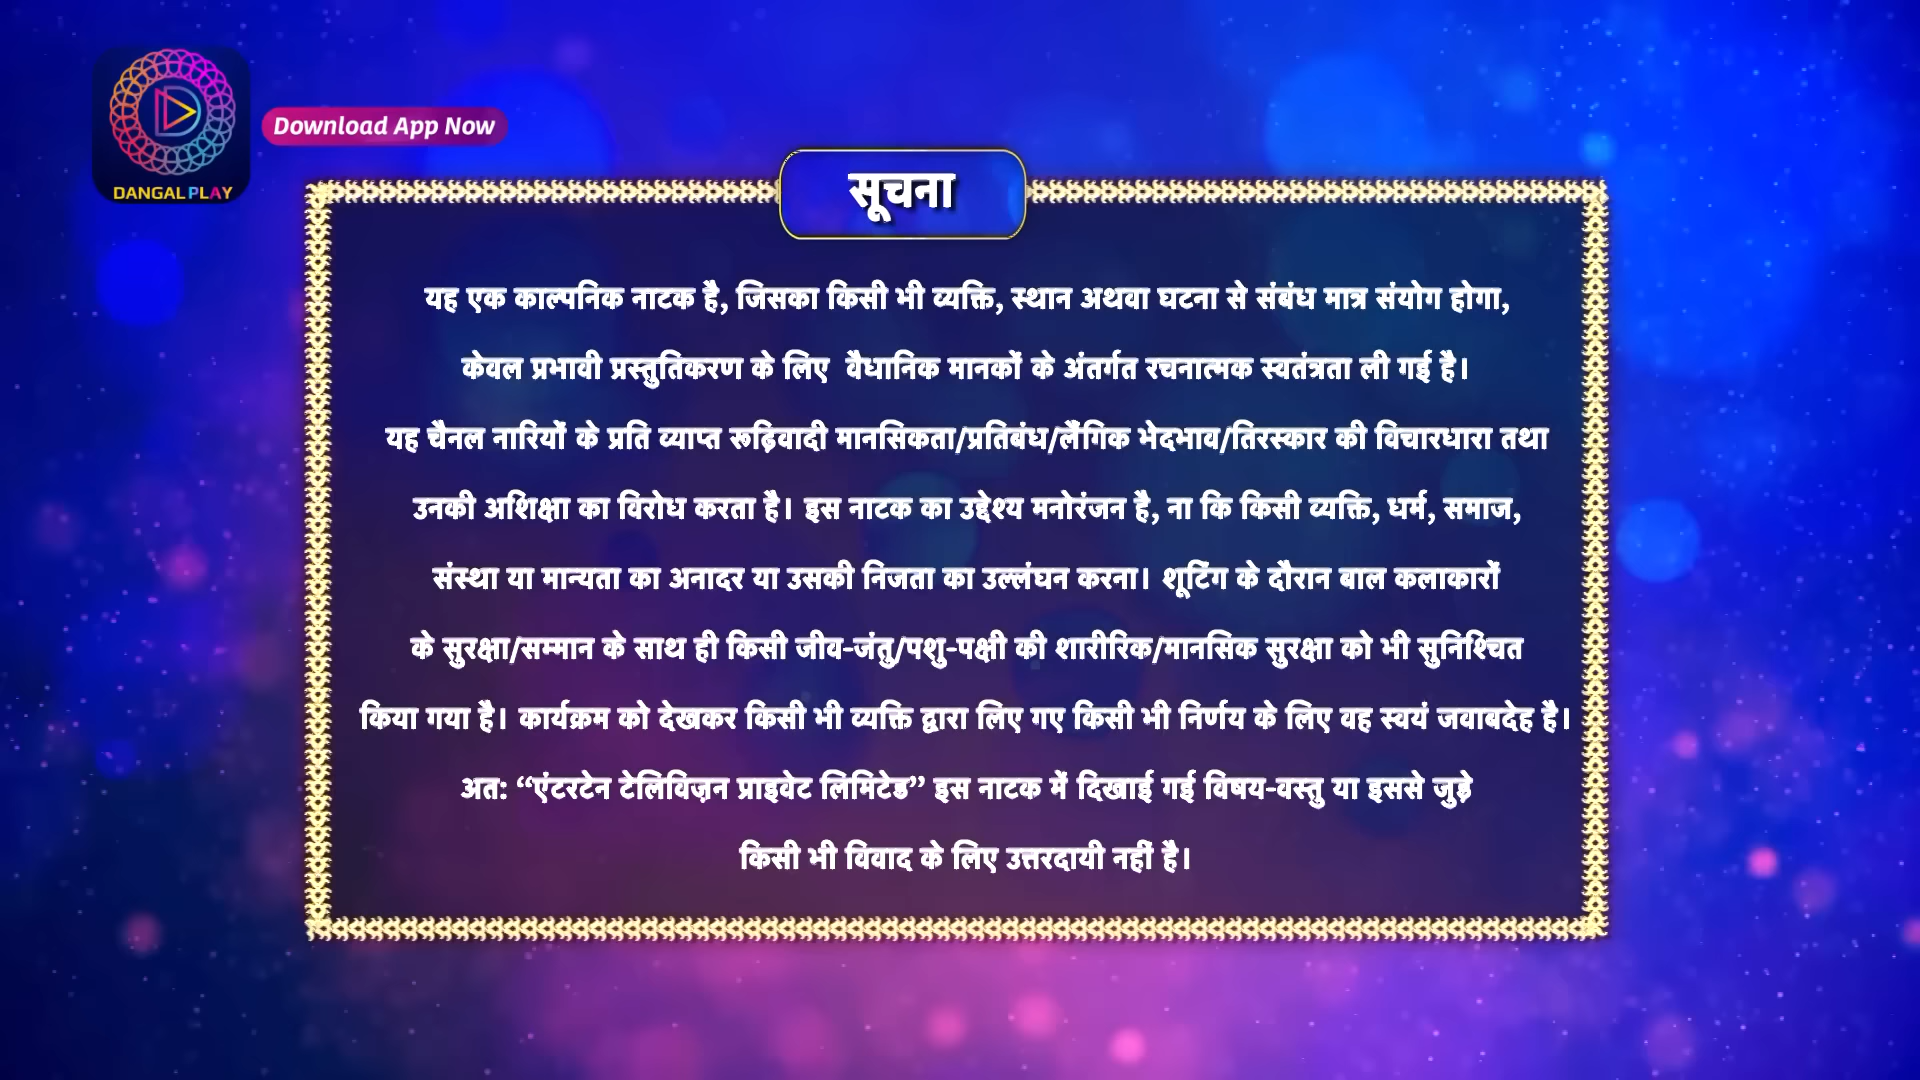 DANGAL PLAY
Download App Now
सूचना
यह एक काल्पनिक नाटक है, जिसका किसी भी व्यक्ति, स्थान अथवा घटना से संबंध मात्र संयोग होगा,
केवल प्रभावी प्रस्तुतिकरण के लिए वैधानिक मानकों के अंतर्गत रचनात्मक स्वतंत्रता ली गई है।
यह चैनल नारियों के प्रति व्याप्त रूढ़िवादी मानसिकता/प्रतिबंध/लैंगिक भेदभाव/तिरस्कार की विचारधारा तथा
उनकी अशिक्षा का विरोध करता है। इस नाटक का उद्देश्य मनोरंजन है, ना कि किसी व्यक्ति, धर्म, समाज,
संस्था या मान्यता का अनादर या उसकी निजता का उल्लंघन करना। शूटिंग के दौरान बाल कलाकारों
के सुरक्षा/सम्मान के साथ ही किसी जीव-जंतु/पशु-पक्षी की शारीरिक/मानसिक सुरक्षा को भी सुनिश्चित
किया गया है। कार्यक्रम को देखकर किसी भी व्यक्ति द्वारा लिए गए किसी भी निर्णय के लिए वह स्वयं जवाबदेह है।
अत: “एंटरटेन टेलिविज़न प्राइवेट लिमिटेड” इस नाटक में दिखाई गई विषय-वस्तु या इससे जुड़े
किसी भी विवाद के लिए उत्तरदायी नहीं है।